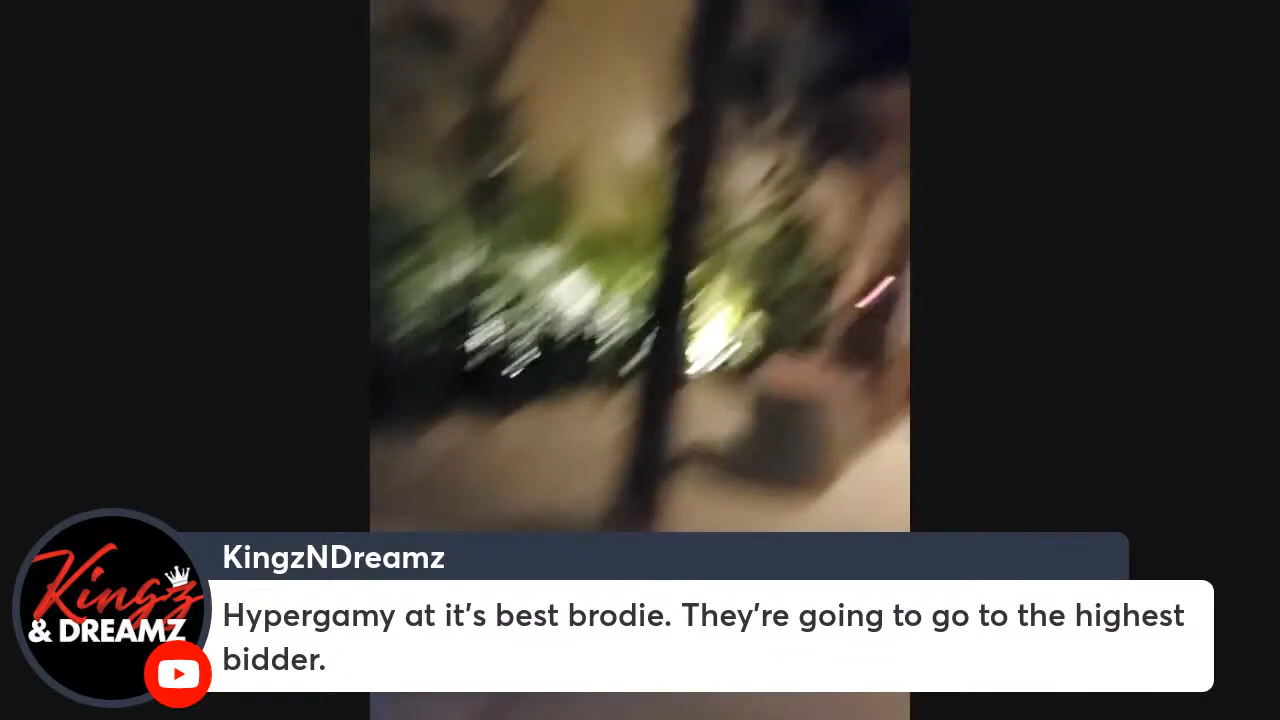 KingzNDreamz
Hypergamy at it's best brodie. They're going to go to the highest
bidder.
Kingz
& DREAMZ